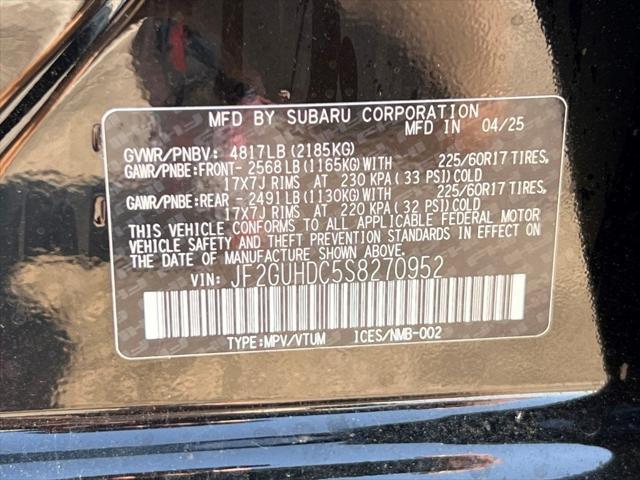 MFD BY SUBARU CORPORATION
MFD IN 04/25
GVWR/PNBV: 4817LB (2185KG)
GAWR/PNBE:FRONT- 2568LB (1165KG) WITH 225/60R17 TIRES,
17X7J RIMS AT 230 KPA ( 33 PSI) COLD
GAWR/PNBE:REAR - 2491LB (1130KG) WITH 225/60R17 TIRES,
17X7J RIMS AT 220 KPA ( 32 PSI) COLD
THIS VEHICLE CONFORMS TO ALL APPLICABLE FEDERAL MOTOR
VEHICLE SAFETY AND THEFT PREVENTION STANDARDS IN EFFECT ON
THE DATE OF MANUFACTURE SHOWN ABOVE.
VIN: JF2GUHDC5S8270952
TYPE:MPV/VTUM ICES/NMB-002